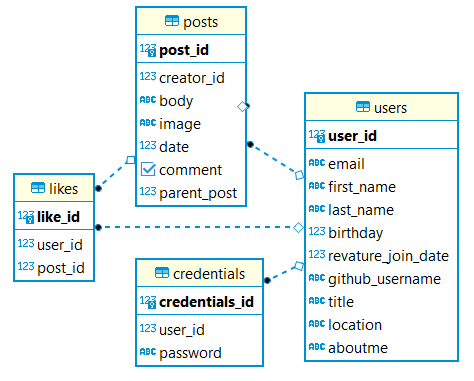 posts
123 post_id
123 creator_id
ABC body
ABC image
123 date
comment
123 parent_post
users
123 user_id
ABC email
ABC first_name
ABC last_name
123 birthday
123 revature_join_date
ABC github_username
ABC title
ABC location
ABC aboutme
likes
123 like_id
123 user_id
123 post_id
credentials
123 credentials_id
123 user_id
ABC password